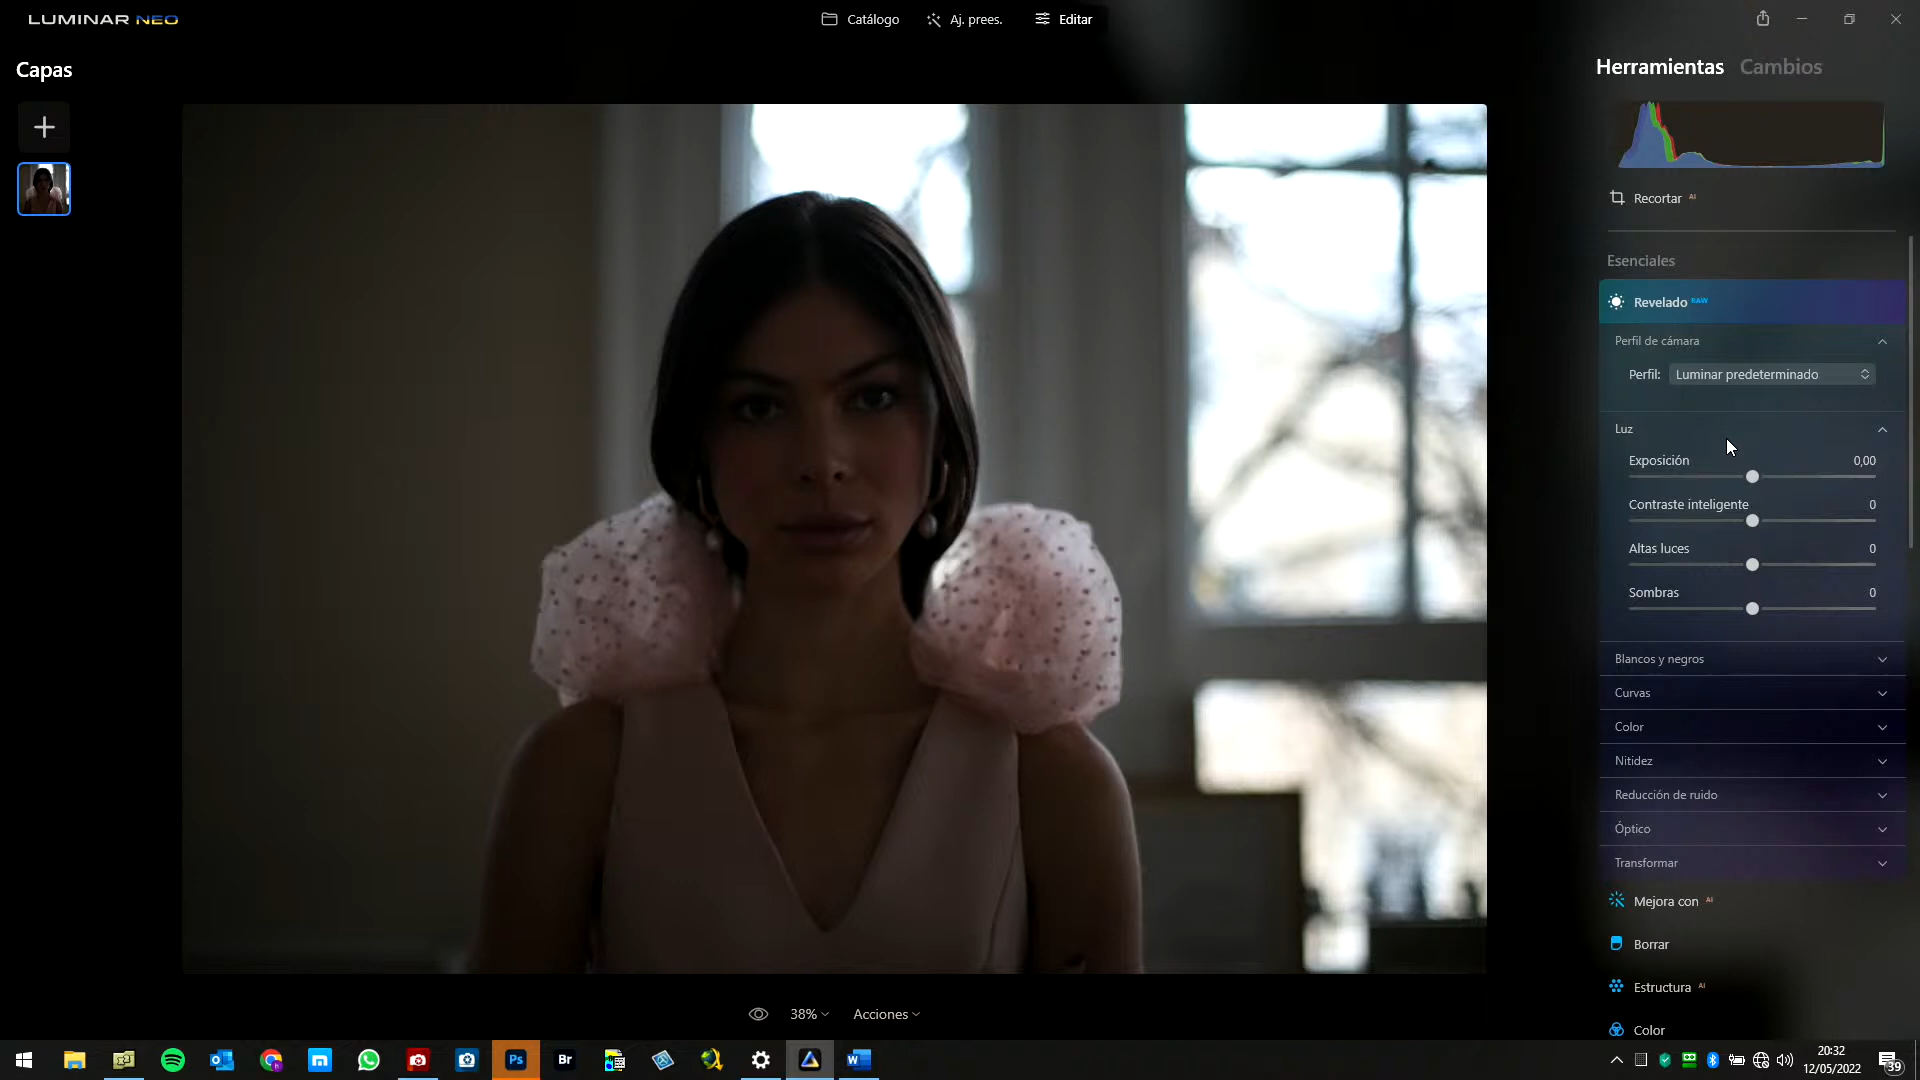 LUMINAR NEO
Catálogo
Aj. prees.
Editar
Capas
Herramientas Cambios
Recortar AI
Esenciales
Revelado RAW
Perfil de cámara
Perfil: Luminar predeterminado
Luz
Exposición 0,00
Contraste inteligente 0
Altas luces 0
Sombras 0
Blancos y negros
Curvas
Color
Nitidez
Reducción de ruido
Óptico
Transformar
Mejora con AI
Borrar
Estructura AI
Color
38%
Acciones
Ps
Br
20:32
12/05/2022
39